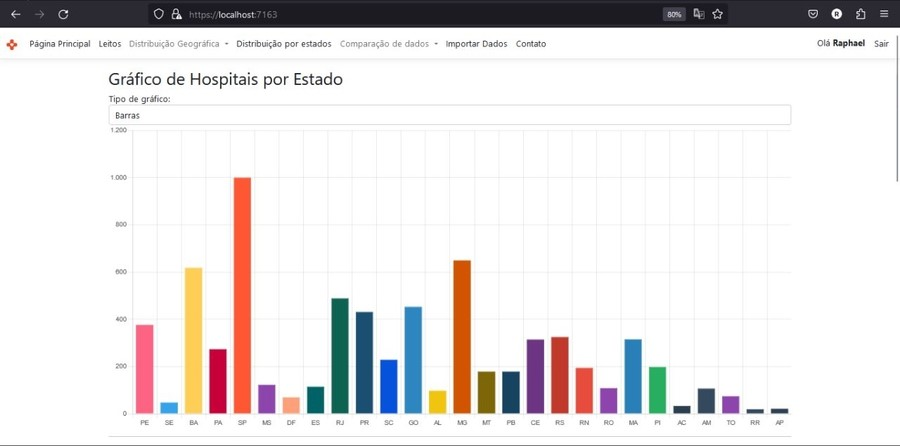 https://localhost:7163
80%
R
Página Principal Leitos Distribuição Geográfica Distribuição por estados Comparação de dados Importar Dados Contato Olá Raphael Sair
Gráfico de Hospitais por Estado
Tipo de gráfico:
Barras
1.200
1.000
800
600
400
200
0
PE SE BA PA SP MS DF ES RJ PR SC GO AL MG MT PB CE RS RN RO MA PI AC AM TO RR AP